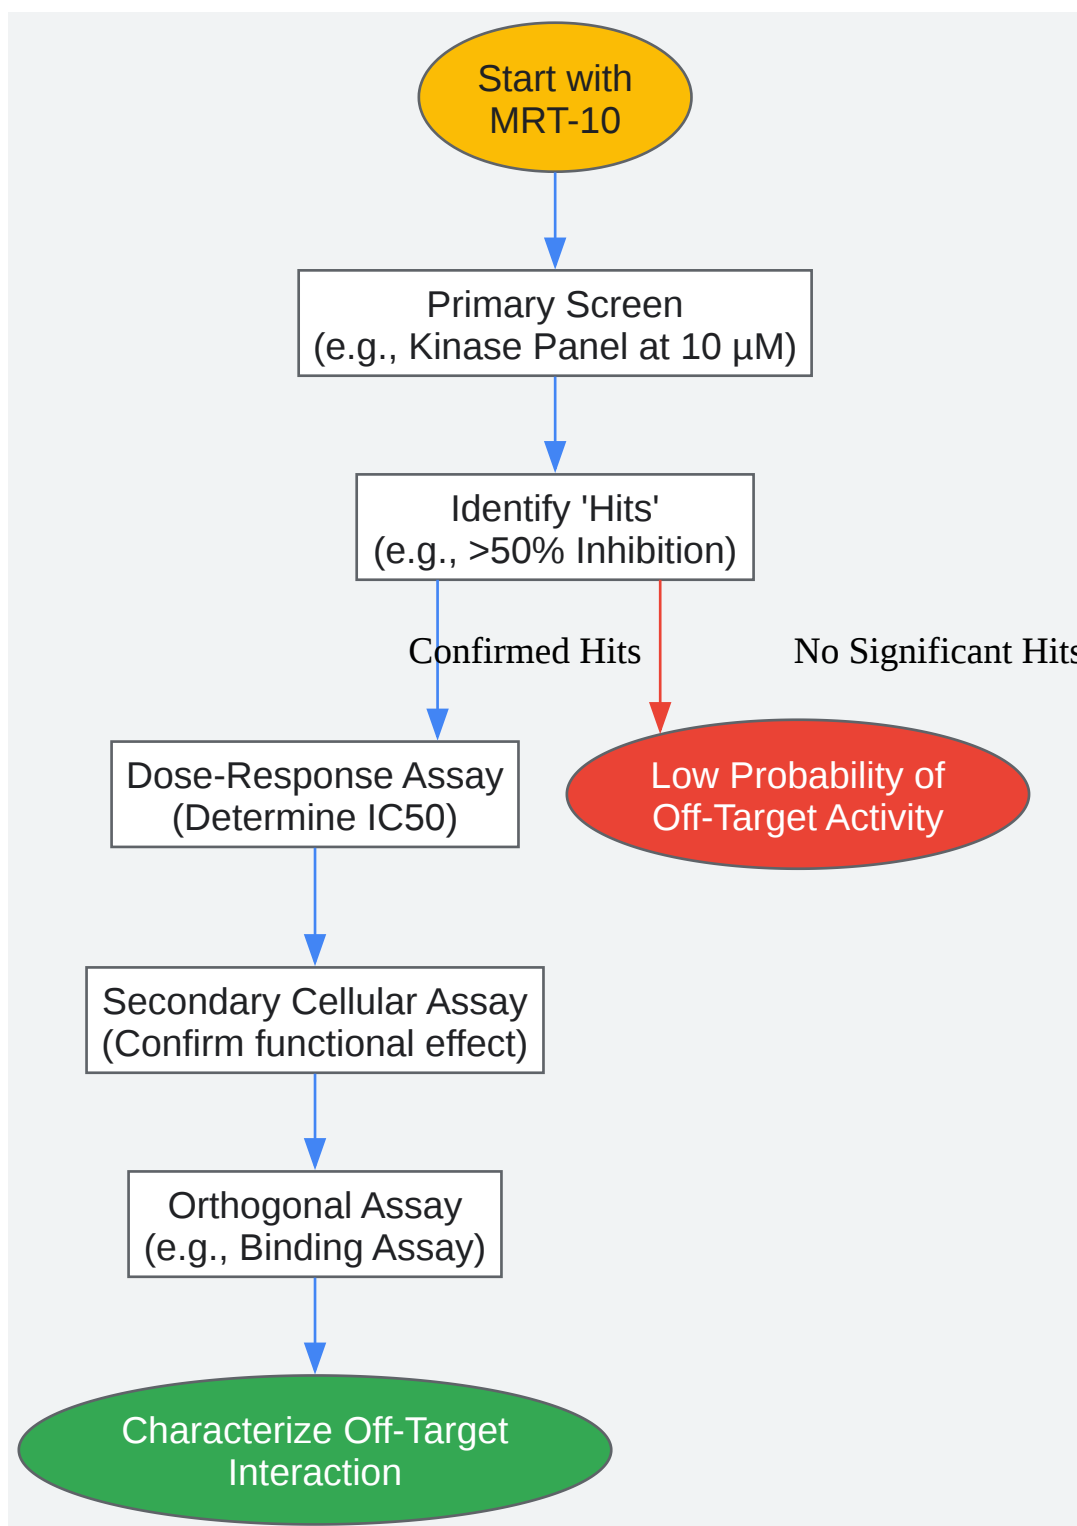 Start with
MRT-10
Primary Screen
(e.g., Kinase Panel at 10 µM)
Identify 'Hits'
(e.g., >50% Inhibition)
Confirmed Hits
No Significant Hits
Dose-Response Assay
(Determine IC50)
Low Probability of
Off-Target Activity
Secondary Cellular Assay
(Confirm functional effect)
Orthogonal Assay
(e.g., Binding Assay)
Characterize Off-Target
Interaction